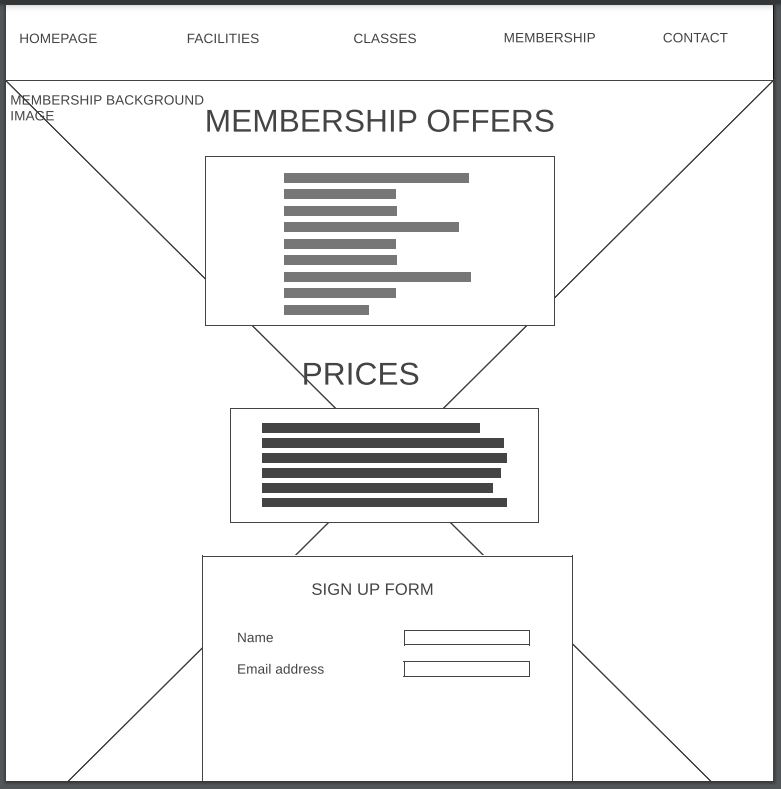 HOMEPAGE FACILITIES CLASSES MEMBERSHIP CONTACT
MEMBERSHIP BACKGROUND
IMAGE
MEMBERSHIP OFFERS
PRICES
SIGN UP FORM
Name
Email address